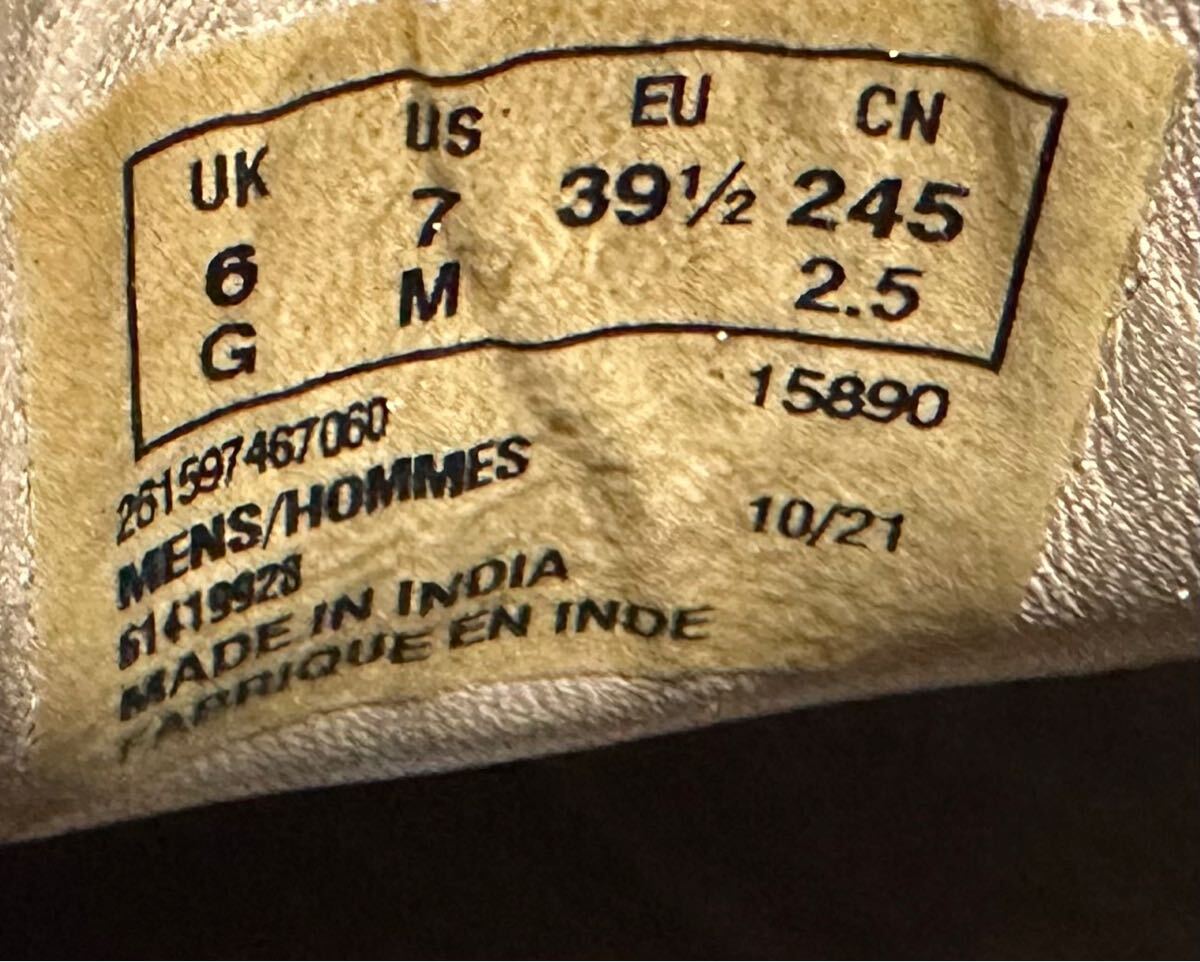 UK US EU CN
6 7 39½ 245
G M 2.5
261597467060 15890
MENS/HOMMES
61419928 10/21
MADE IN INDIA
FABRIQUE EN INDE